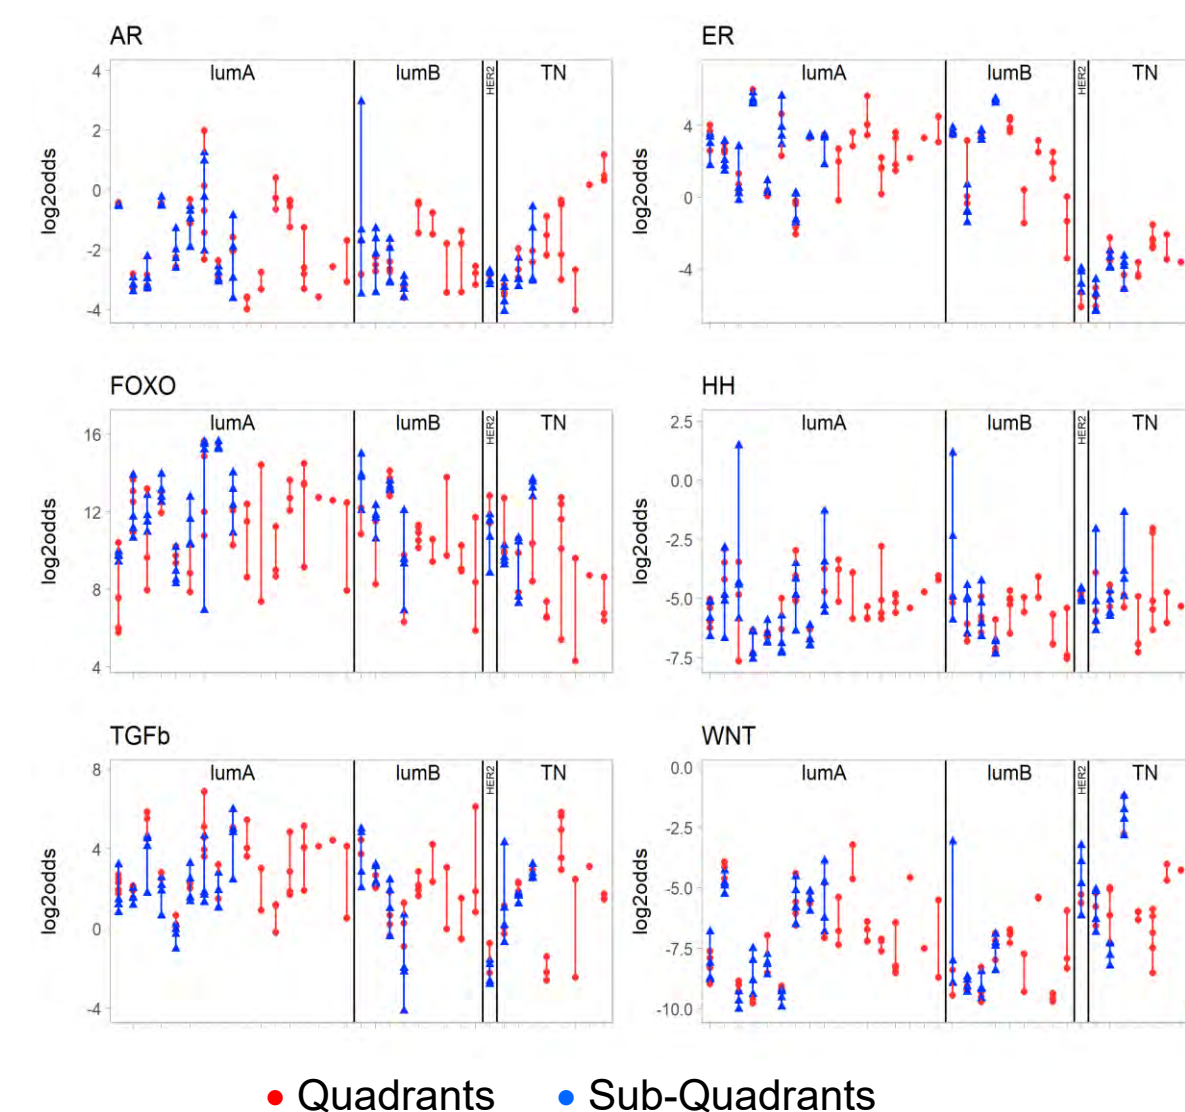 AR
lumA lumB HER2 TN
4
2
0
-2
-4
log2odds
ER
lumA lumB HER2 TN
4
0
-4
log2odds
FOXO
lumA lumB HER2 TN
16
12
8
4
log2odds
HH
lumA lumB HER2 TN
2.5
0.0
-2.5
-5.0
-7.5
log2odds
TGFb
lumA lumB HER2 TN
8
4
0
-4
log2odds
WNT
lumA lumB HER2 TN
0.0
-2.5
-5.0
-7.5
-10.0
log2odds
Quadrants Sub-Quadrants